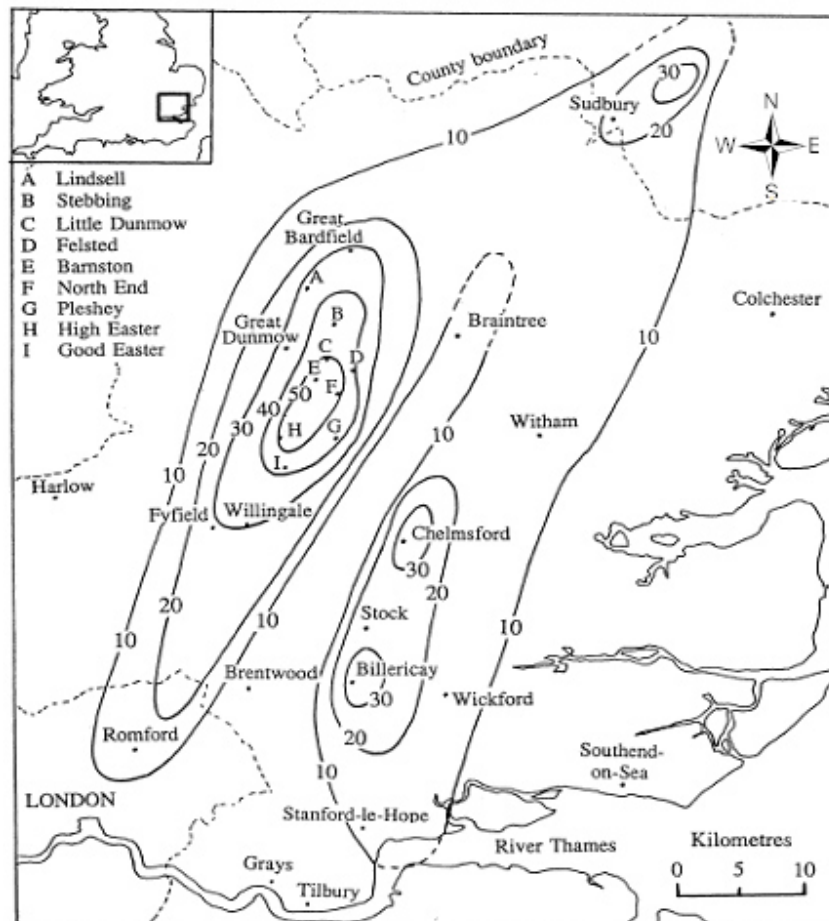 County boundary
30
Sudbury
20
10
N
W E
S
A Lindsell
B Stebbing
C Little Dunmow
D Felsted
E Barnston
F North End
G Pleshey
H High Easter
I Good Easter
Great
Bardfield
A
B
Great
Dunmow
C
D
E
F
50
40
30
20
10
H
G
I
Braintree
Colchester
10
Witham
10
Harlow
Fyfield
Willingale
Chelmsford
30
20
20
10
10
Stock
10
Brentwood
Billericay
30
Wickford
20
Romford
10
Southend-
on-Sea
LONDON
Stanford-le-Hope
River Thames
Kilometres
0 5 10
Grays
Tilbury